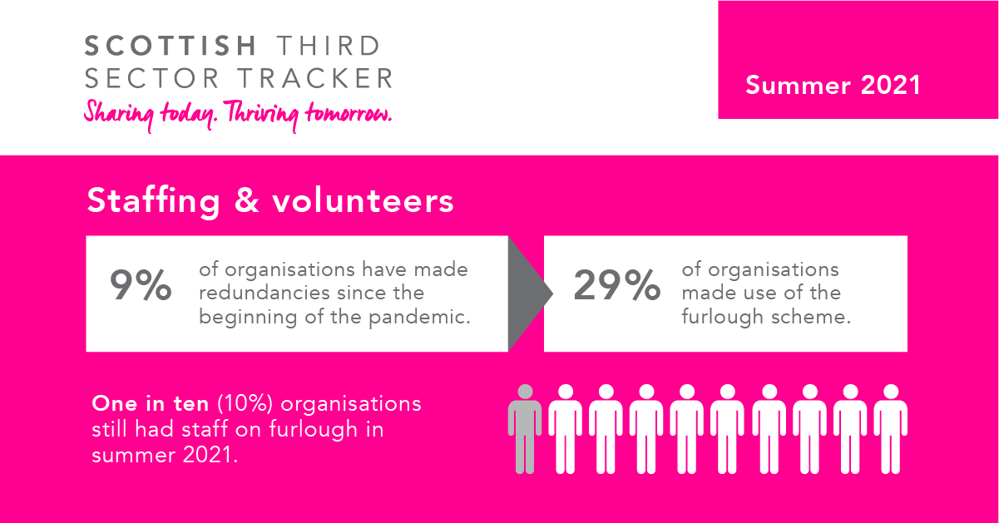 SCOTTISH THIRD
SECTOR TRACKER
Sharing today. Thriving tomorrow.
Summer 2021
Staffing & volunteers
9%
of organisations have made
redundancies since the
beginning of the pandemic.
29%
of organisations
made use of the
furlough scheme.
One in ten (10%) organisations
still had staff on furlough in
summer 2021.